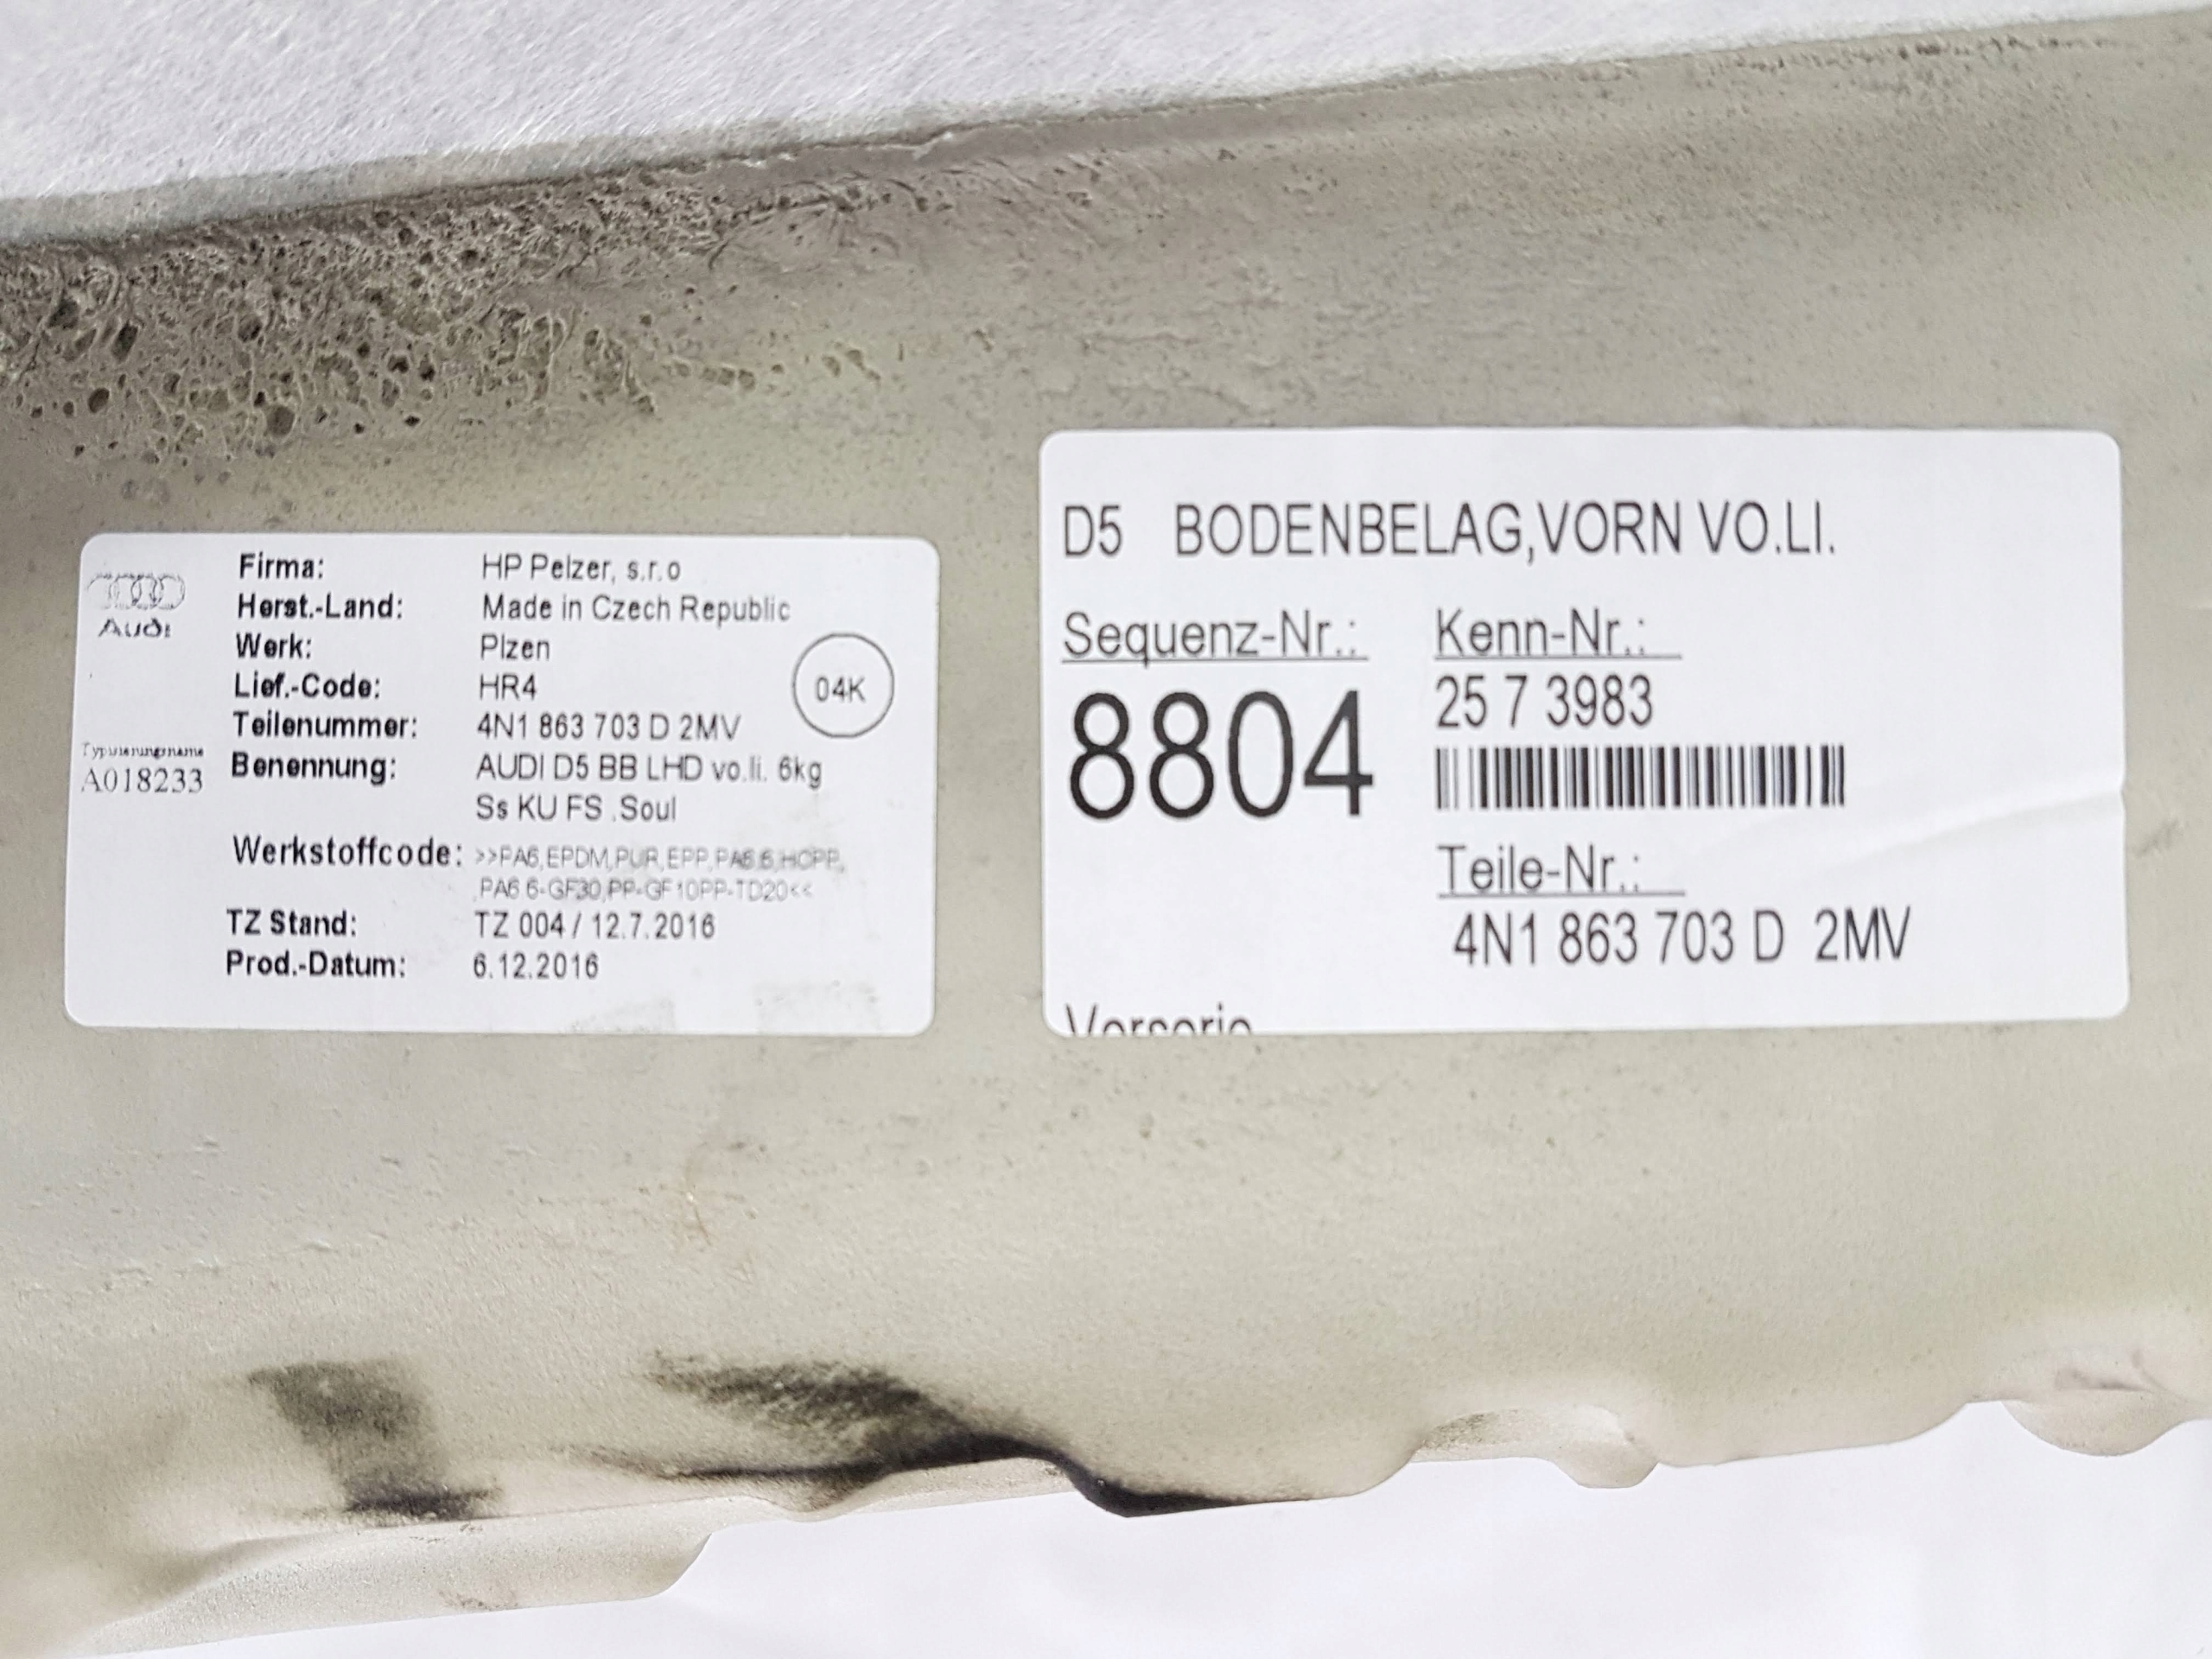 Audi
Typisierungsname
A018233
Firma: HP Pelzer, s.r.o
Herst.-Land: Made in Czech Republic
Werk: Plzen
Lief.-Code: HR4
04K
Teilenummer: 4N1 863 703 D 2MV
Benennung: AUDI D5 BB LHD vo.li. 6kg
Ss KU FS .Soul
Werkstoffcode: >>PA6,EPDM,PUR,EPP,PA6.6,HCPP,
,PA6.6-GF30,PP-GF10PP-TD20<<
TZ Stand: TZ 004 / 12.7.2016
Prod.-Datum: 6.12.2016
D5 BODENBELAG,VORN VO.LI.
Sequenz-Nr.: Kenn-Nr.:
8804 25 7 3983
Teile-Nr.:
4N1 863 703 D 2MV
Vorserie